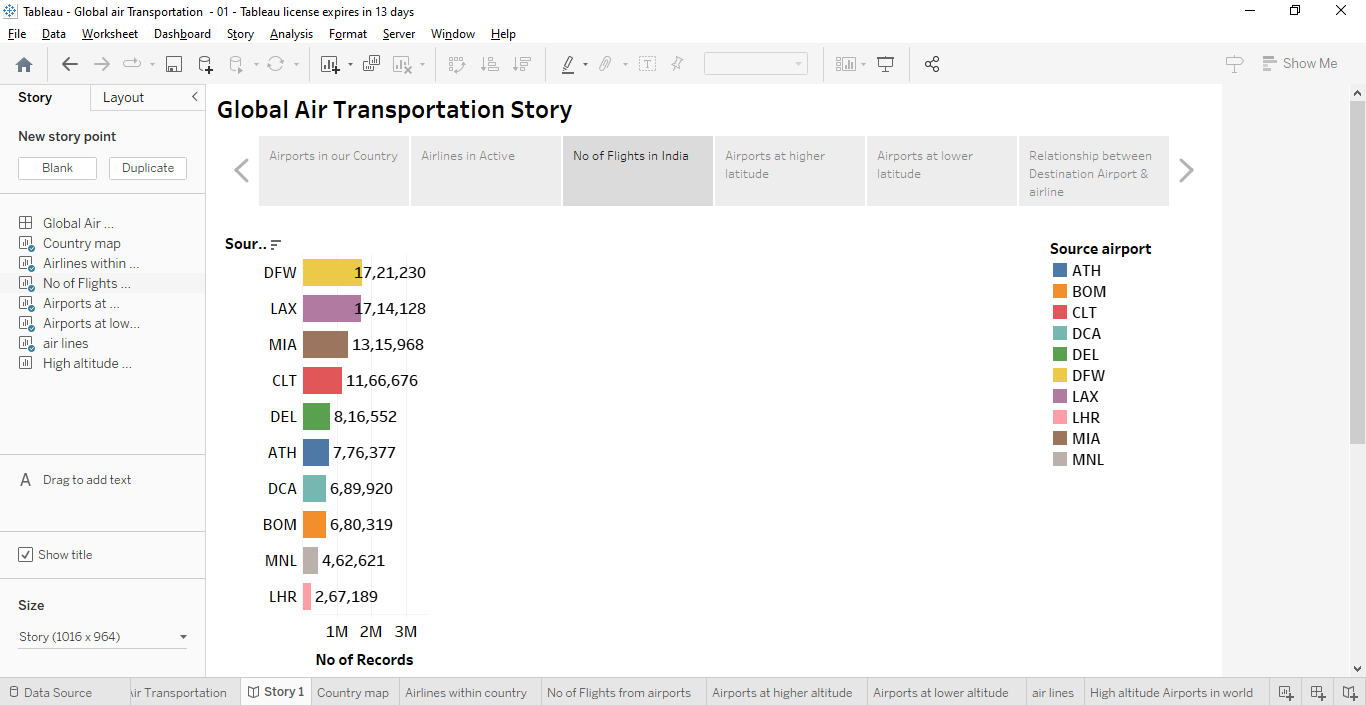 Tableau - Global air Transportation - 01 - Tableau license expires in 13 days
File Data Worksheet Dashboard Story Analysis Format Server Window Help
Show Me
Story Layout
New story point
Blank Duplicate
Global Air ...
Country map
Airlines within ...
No of Flights ...
Airports at ...
Airports at low...
air lines
High altitude ...
A Drag to add text
Show title
Size
Story (1016 x 964)
Global Air Transportation Story
Airports in our Country
Airlines in Active
No of Flights in India
Airports at higher
latitude
Airports at lower
latitude
Relationship between
Destination Airport &
airline
Sour..
DFW 17,21,230
LAX 17,14,128
MIA 13,15,968
CLT 11,66,676
DEL 8,16,552
ATH 7,76,377
DCA 6,89,920
BOM 6,80,319
MNL 4,62,621
LHR 2,67,189
1M 2M 3M
No of Records
Source airport
ATH
BOM
CLT
DCA
DEL
DFW
LAX
LHR
MIA
MNL
Data Source ir Transportation Story 1 Country map Airlines within country No of Flights from airports Airports at higher altitude Airports at lower altitude air lines High altitude Airports in world